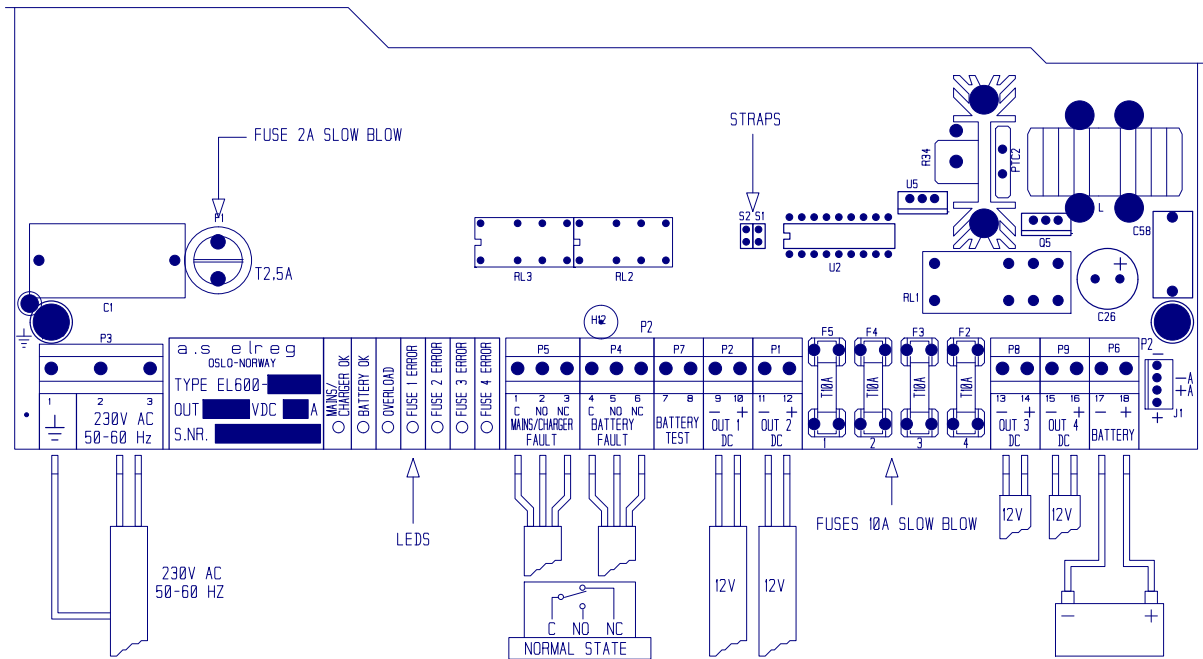 FUSE 2A SLOW BLOW
STRAPS
R34
PTC2
U5
L
P1
S2 S1
Q5
C58
T2,5A
RL3
RL2
U2
RL1
C26
C1
H12
P2
P3
a.s elreg
OSLO-NORWAY
TYPE EL600-
OUT VDC A
S.NR.
MAINS/
CHARGER OK
BATTERY OK
OVERLOAD
FUSE 1 ERROR
FUSE 2 ERROR
FUSE 3 ERROR
FUSE 4 ERROR
P5
P4
P7
P2
P1
F5
F4
F3
F2
P8
P9
P6
P2
T10A
T10A
T10A
T10A
1 2 3
230V AC
50-60 Hz
1 2 3
C NO NC
MAINS/CHARGER
FAULT
4 5 6
C NO NC
BATTERY
FAULT
7 8
BATTERY
TEST
9 10
- +
OUT 1
DC
11 12
- +
OUT 2
DC
1
2
3
4
13 14
- +
OUT 3
DC
15 16
- +
OUT 4
DC
17 18
- +
BATTERY
-
-A
+A
J1
+
LEDS
FUSES 10A SLOW BLOW
230V AC
50-60 HZ
12V
12V
12V
12V
C NO NC
NORMAL STATE
- +